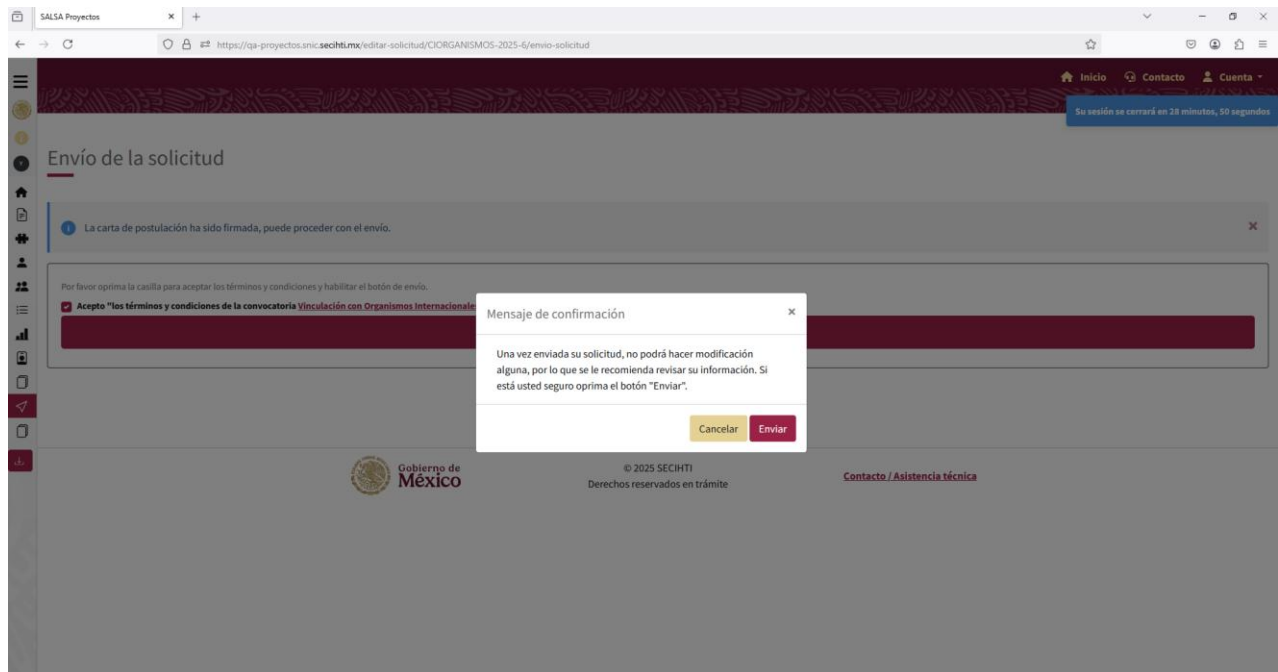 SALSA Proyectos
https://qa-proyectos.snic.secihti.mx/editar-solicitud/CIORGANISMOS-2025-6/envio-solicitud
Inicio
Contacto
Cuenta
Su sesión se cerrará en 28 minutos, 50 segundos
Envío de la solicitud
La carta de postulación ha sido firmada, puede proceder con el envío.
Por favor oprima la casilla para aceptar los términos y condiciones y habilitar el botón de envío.
Acepto "los términos y condiciones de la convocatoria Vinculación con Organismos Internacionale
Mensaje de confirmación
Una vez enviada su solicitud, no podrá hacer modificación
alguna, por lo que se le recomienda revisar su información. Si
está usted seguro oprima el botón "Enviar".
Cancelar
Enviar
Gobierno de
México
© 2025 SECIHTI
Derechos reservados en trámite
Contacto / Asistencia técnica